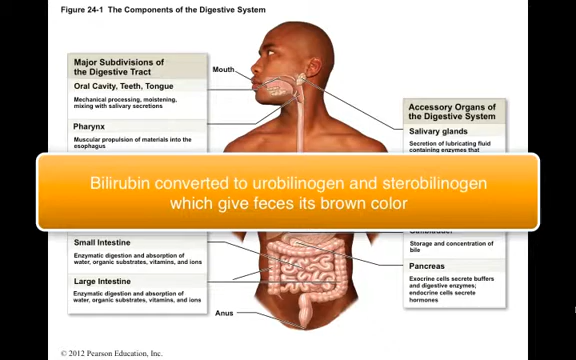 Figure 24-1 The Components of the Digestive System
Major Subdivisions of
the Digestive Tract
Oral Cavity, Teeth, Tongue
Mechanical processing, moistening,
mixing with salivary secretions
Pharynx
Muscular propulsion of materials into the
esophagus
Mouth
Accessory Organs of
the Digestive System
Salivary glands
Secretion of lubricating fluid
containing enzymes that
Bilirubin converted to urobilinogen and sterobilinogen
which give feces its brown color
Small Intestine
Enzymatic digestion and absorption of
water, organic substrates, vitamins, and ions
Large Intestine
Enzymatic digestion and absorption of
water, organic substrates, vitamins, and ions
Anus
Storage and concentration of
bile
Pancreas
Exocrine cells secrete buffers
and digestive enzymes;
endocrine cells secrete
hormones
© 2012 Pearson Education, Inc.